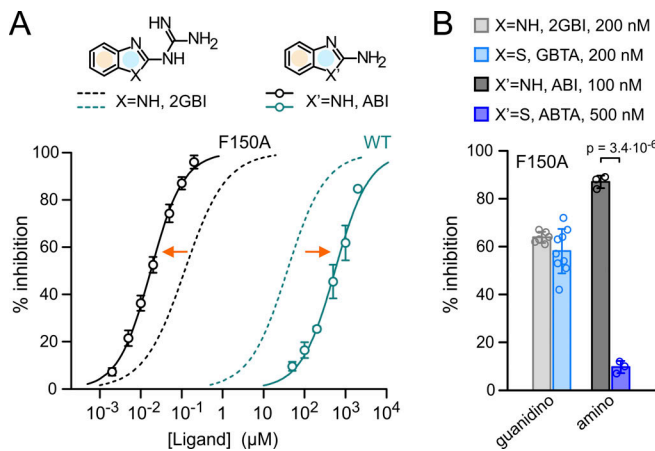 A
NH
NH₂
N
NH
X
N
NH₂
X'
X=NH, 2GBI
X'=NH, ABI
F150A
WT
% inhibition
100
80
60
40
20
0
10⁻³
10⁻²
10⁻¹
1
10
10²
10³
10⁴
[Ligand] (µM)
B
X=NH, 2GBI, 200 nM
X=S, GBTA, 200 nM
X'=NH, ABI, 100 nM
X'=S, ABTA, 500 nM
p = 3.4·10⁻⁶
F150A
% inhibition
100
80
60
40
20
0
guanidino
amino